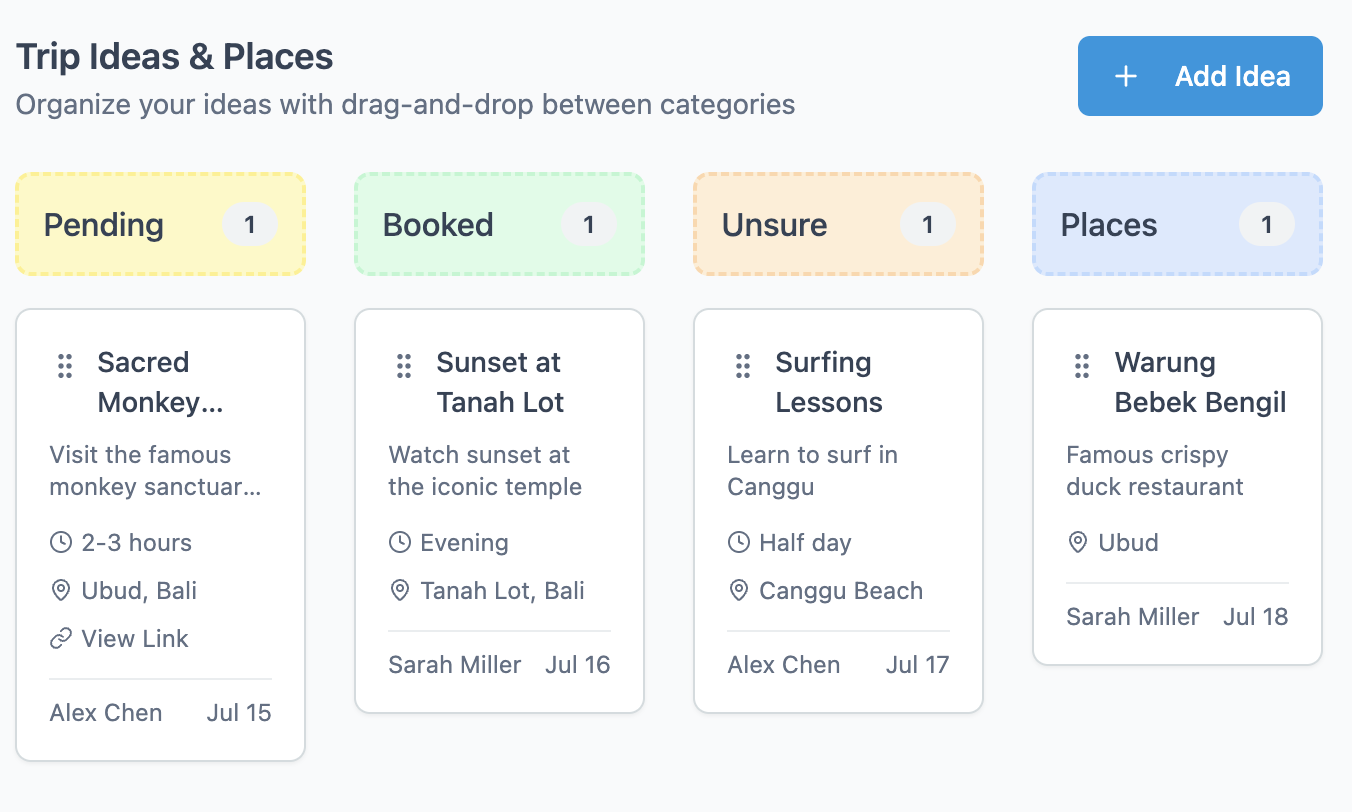 Trip Ideas & Places
Organize your ideas with drag-and-drop between categories
+ Add Idea
Pending 1
Booked 1
Unsure 1
Places 1
Sacred
Monkey...
Visit the famous
monkey sanctuar...
2-3 hours
Ubud, Bali
View Link
Alex Chen Jul 15
Sunset at
Tanah Lot
Watch sunset at
the iconic temple
Evening
Tanah Lot, Bali
Sarah Miller Jul 16
Surfing
Lessons
Learn to surf in
Canggu
Half day
Canggu Beach
Alex Chen Jul 17
Warung
Bebek Bengil
Famous crispy
duck restaurant
Ubud
Sarah Miller Jul 18